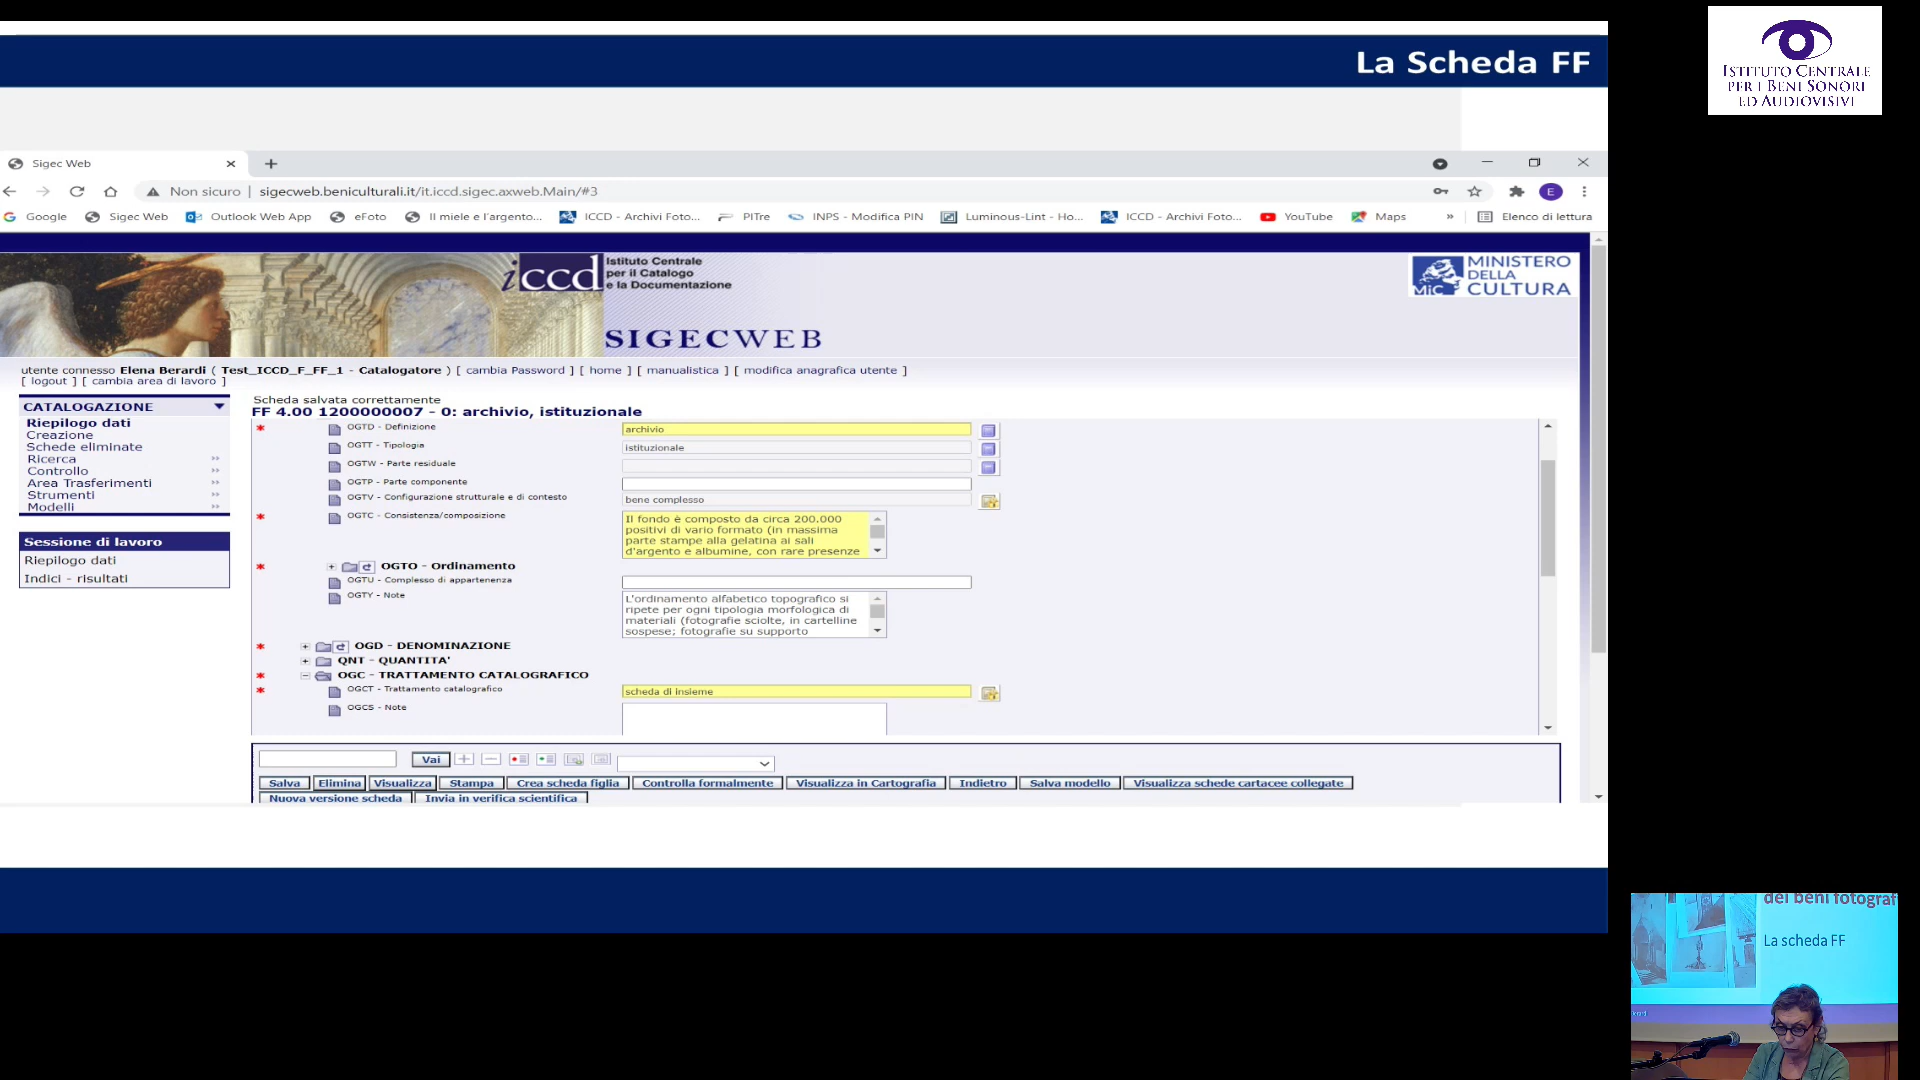 La Scheda FF
ISTITUTO CENTRALE
PER I BENI SONORI
ED AUDIOVISIVI
Sigec Web
Non sicuro | sigecweb.beniculturali.it/it.iccd.sigec.axweb.Main/#3
E
Google Sigec Web Outlook Web App eFoto Il miele e l'argento... ICCD - Archivi Foto... PITre INPS - Modifica PIN Luminous-Lint - Ho... ICCD - Archivi Foto... YouTube Maps » Elenco di lettura
iccd
Istituto Centrale
per il Catalogo
e la Documentazione
MiC
MINISTERO
DELLA
CULTURA
SIGECWEB
utente connesso Elena Berardi ( Test_ICCD_F_FF_1 - Catalogatore ) [ cambia Password ] [ home ] [ manualistica ] [ modifica anagrafica utente ]
[ logout ] [ cambia area di lavoro ]
CATALOGAZIONE
Riepilogo dati
Creazione
Schede eliminate
Ricerca
Controllo
Area Trasferimenti
Strumenti
Modelli
Sessione di lavoro
Riepilogo dati
Indici - risultati
Scheda salvata correttamente
FF 4.00 1200000007 - 0: archivio, istituzionale
* OGTD - Definizione archivio
OGTT - Tipologia istituzionale
OGTW - Parte residuale
OGTP - Parte componente
OGTV - Configurazione strutturale e di contesto bene complesso
* OGTC - Consistenza/composizione Il fondo è composto da circa 200.000
positivi di vario formato (in massima
parte stampe alla gelatina ai sali
d'argento e albumine, con rare presenze
* OGTO - Ordinamento
OGTU - Complesso di appartenenza
OGTY - Note L'ordinamento alfabetico topografico si
ripete per ogni tipologia morfologica di
materiali (fotografie sciolte, in cartelline
sospese; fotografie su supporto
* OGD - DENOMINAZIONE
* QNT - QUANTITA'
* OGC - TRATTAMENTO CATALOGRAFICO
* OGCT - Trattamento catalografico scheda di insieme
OGCS - Note
Vai
Salva Elimina Visualizza Stampa Crea scheda figlia Controlla formalmente Visualizza in Cartografia Indietro Salva modello Visualizza schede cartacee collegate
Nuova versione scheda Invia in verifica scientifica
dei beni fotograf
La scheda FF